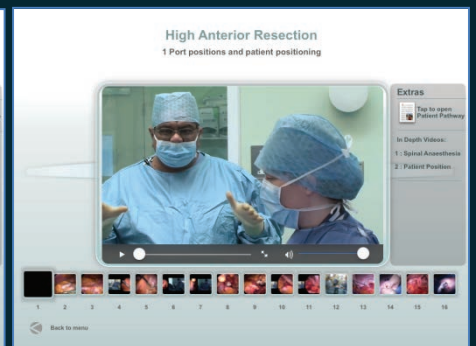 High Anterior Resection
1 Port positions and patient positioning
Extras
Tap to open
Patient Pathway
In Depth Videos:
1 : Spinal Anaesthesia
2 : Patient Position
1 2 3 4 5 6 7 8 9 10 11 12 13 14 15 16
Back to menu